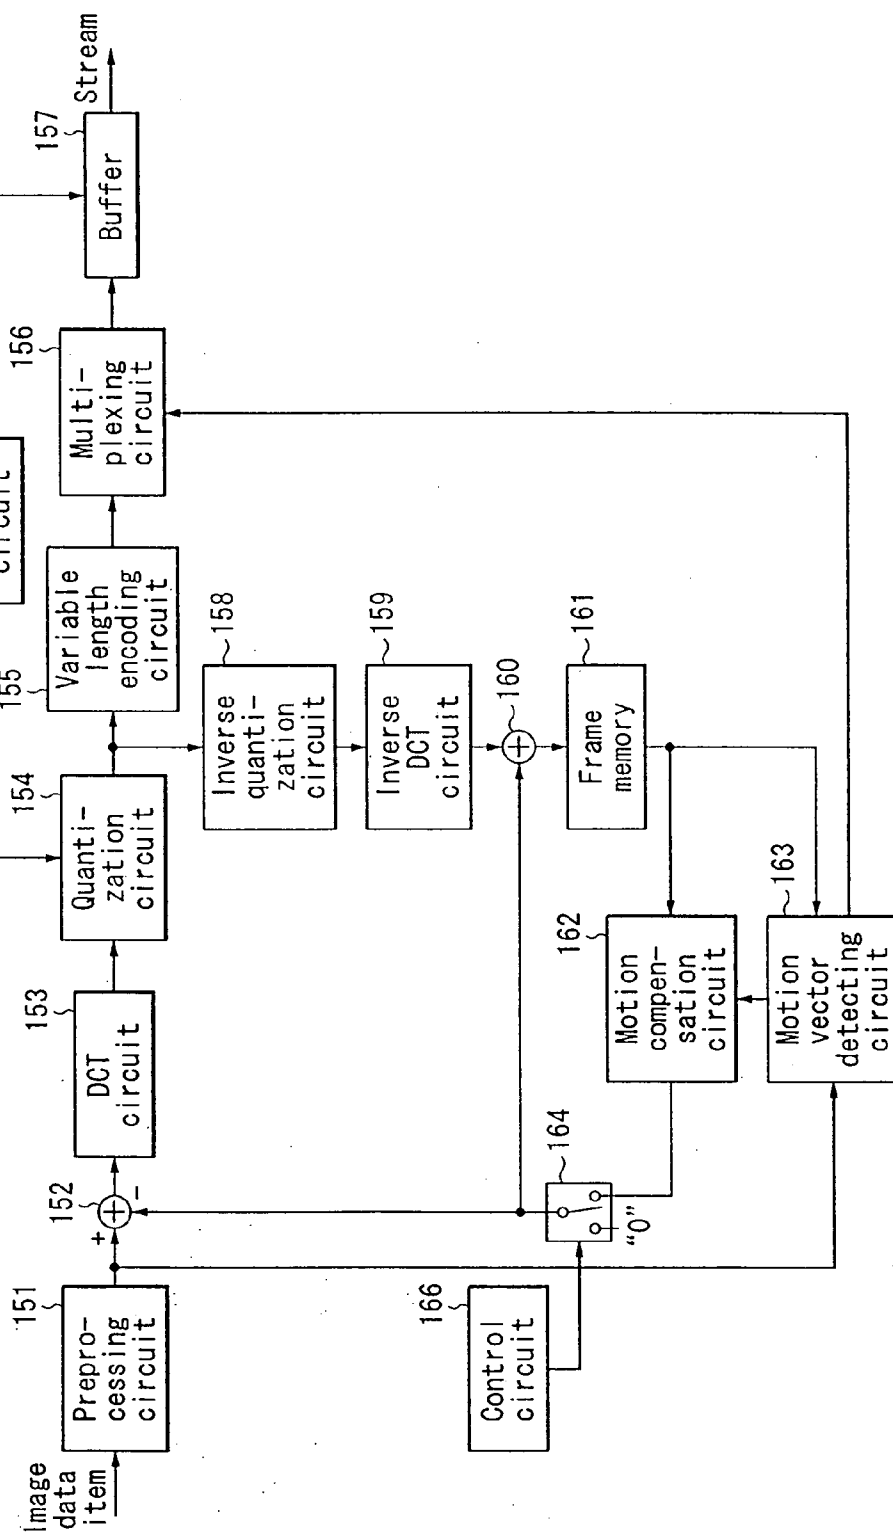 Image
data
item
151
Prepro-
cessing
circuit
152
+
-
153
DCT
circuit
154
Quanti-
zation
circuit
155
Variable
length
encoding
circuit
circuit
156
Multi-
plexing
circuit
157
Buffer
Stream
158
Inverse
quanti-
zation
circuit
159
Inverse
DCT
circuit
160
161
Frame
memory
162
Motion
compen-
sation
circuit
163
Motion
vector
detecting
circuit
164
“0”
166
Control
circuit